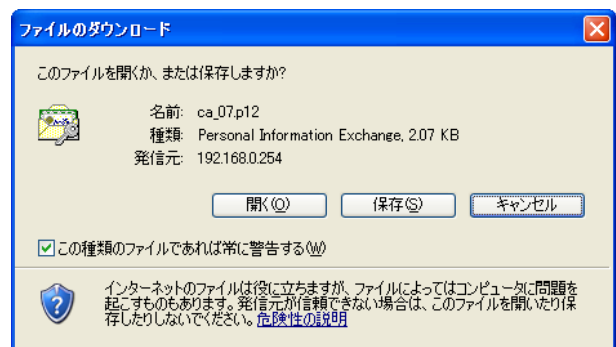 ファイルのダウンロード
このファイルを開くか、または保存しますか?
名前: ca_07.p12
種類: Personal Information Exchange, 2.07 KB
発信元: 192.168.0.254
開く(O) 保存(S) キャンセル
この種類のファイルであれば常に警告する(W)
インターネットのファイルは役に立ちますが、ファイルによってはコンピュータに問題を
起こすものもあります。発信元が信頼できない場合は、このファイルを開いたり保
存したりしないでください。危険性の説明